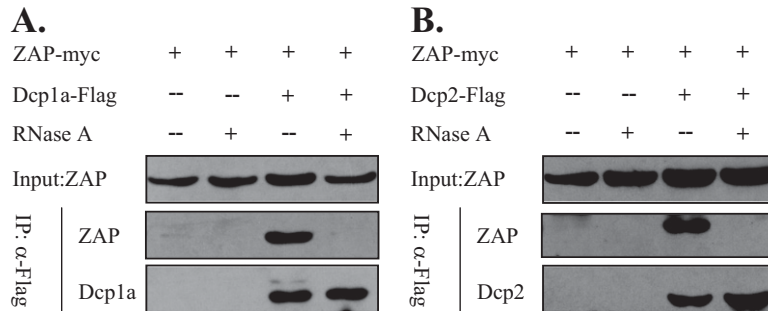 A.
ZAP-myc + + + +
Dcp1a-Flag -- -- + +
RNase A -- + -- +
Input:ZAP
IP: α-Flag
ZAP
Dcp1a
B.
ZAP-myc + + + +
Dcp2-Flag -- -- + +
RNase A -- + -- +
Input:ZAP
IP: α-Flag
ZAP
Dcp2